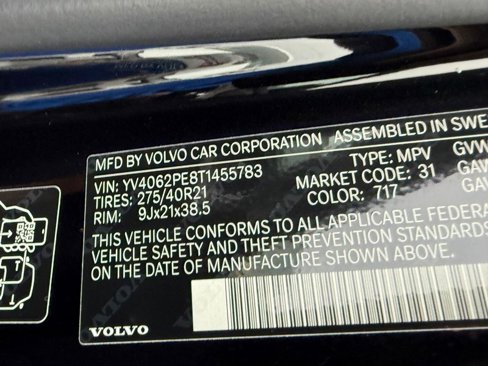 MFD BY VOLVO CAR CORPORATION ASSEMBLED IN SWE
VIN: YV4062PE8T1455783
TIRES: 275/40R21
RIM: 9Jx21x38.5
TYPE: MPV GVW
MARKET CODE: 31 GAW
COLOR: 717
THIS VEHICLE CONFORMS TO ALL APPLICABLE FEDERA
VEHICLE SAFETY AND THEFT PREVENTION STANDARDS
ON THE DATE OF MANUFACTURE SHOWN ABOVE.
VOLVO